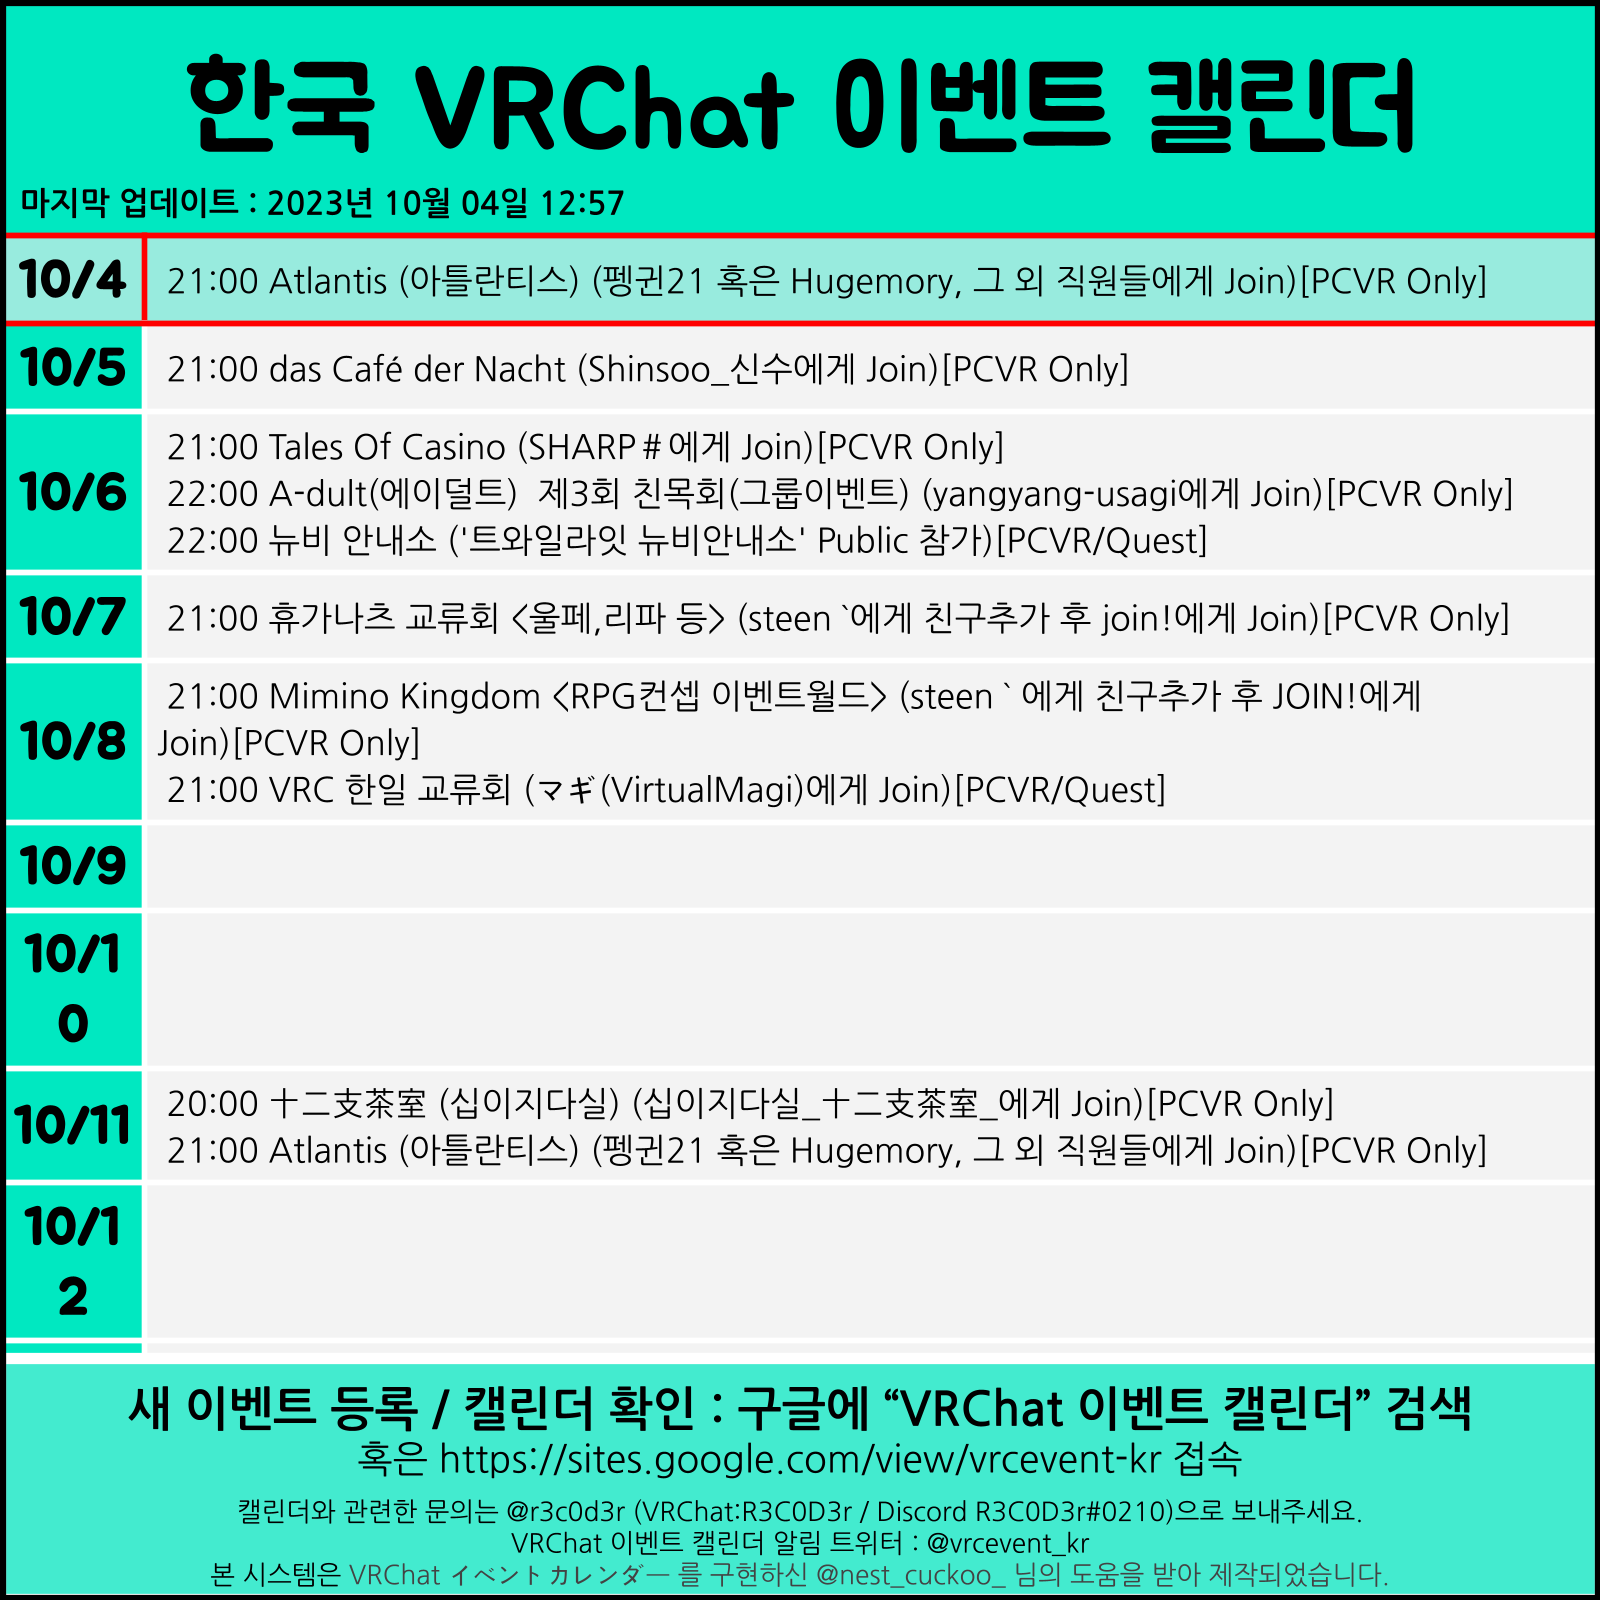 한국 VRChat 이벤트 캘린더
마지막 업데이트 : 2023년 10월 04일 12:57
10/4
21:00 Atlantis (아틀란티스) (펭귄21 혹은 Hugemory, 그 외 직원들에게 Join)[PCVR Only]
10/5
21:00 das Café der Nacht (Shinsoo_신수에게 Join)[PCVR Only]
10/6
21:00 Tales Of Casino (SHARP＃에게 Join)[PCVR Only]
22:00 A-dult(에이덜트)  제3회 친목회(그룹이벤트) (yangyang-usagi에게 Join)[PCVR Only]
22:00 뉴비 안내소 ('트와일라잇 뉴비안내소' Public 참가)[PCVR/Quest]
10/7
21:00 휴가나츠 교류회 <울페,리파 등> (steen `에게 친구추가 후 join!에게 Join)[PCVR Only]
10/8
21:00 Mimino Kingdom <RPG컨셉 이벤트월드> (steen ` 에게 친구추가 후 JOIN!에게
Join)[PCVR Only]
21:00 VRC 한일 교류회 (マギ(VirtualMagi)에게 Join)[PCVR/Quest]
10/9
10/1
0
10/11
20:00 十二支茶室 (십이지다실) (십이지다실_十二支茶室_에게 Join)[PCVR Only]
21:00 Atlantis (아틀란티스) (펭귄21 혹은 Hugemory, 그 외 직원들에게 Join)[PCVR Only]
10/1
2
새 이벤트 등록 / 캘린더 확인 : 구글에 “VRChat 이벤트 캘린더” 검색
혹은 https://sites.google.com/view/vrcevent-kr 접속
캘린더와 관련한 문의는 @r3c0d3r (VRChat:R3C0D3r / Discord R3C0D3r#0210)으로 보내주세요.
VRChat 이벤트 캘린더 알림 트위터 : @vrcevent_kr
본 시스템은 VRChat イベントカレンダー 를 구현하신 @nest_cuckoo_ 님의 도움을 받아 제작되었습니다.